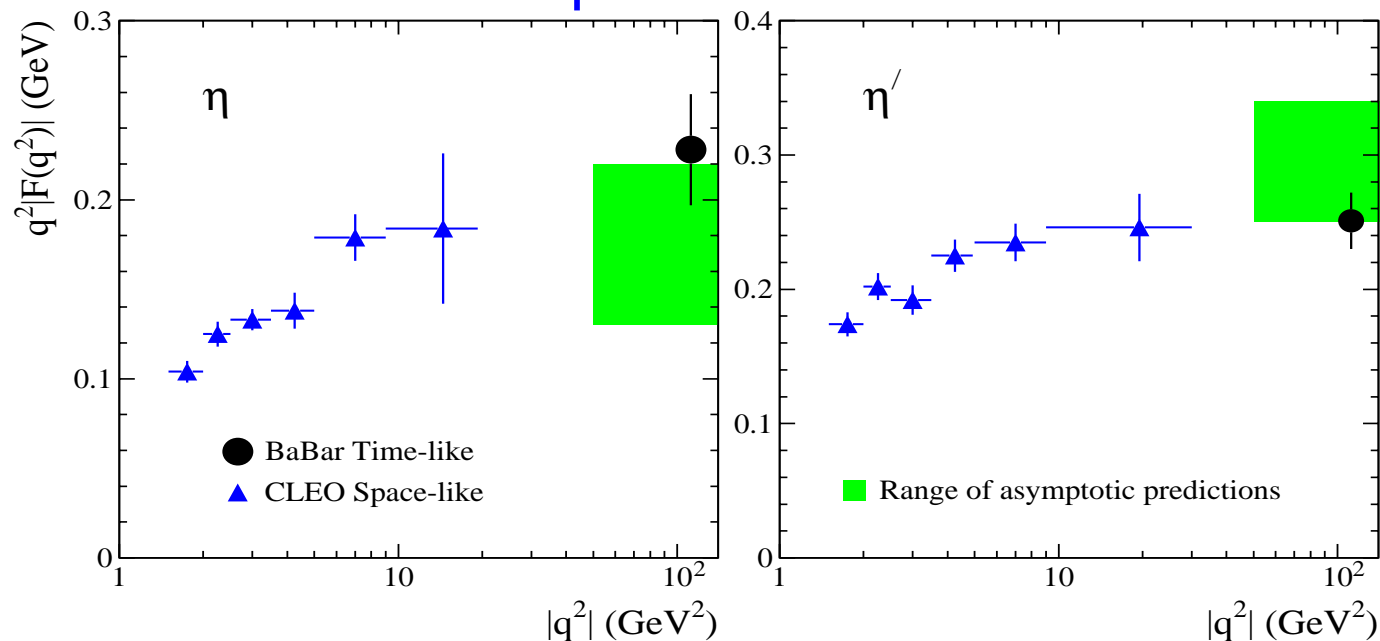 q²|F(q²)| (GeV)
0.3
0.2
0.1
0
η
BaBar Time-like
CLEO Space-like
1
10
10²
|q²| (GeV²)
0.4
0.3
0.2
0.1
0
η′
Range of asymptotic predictions
1
10
10²
|q²| (GeV²)